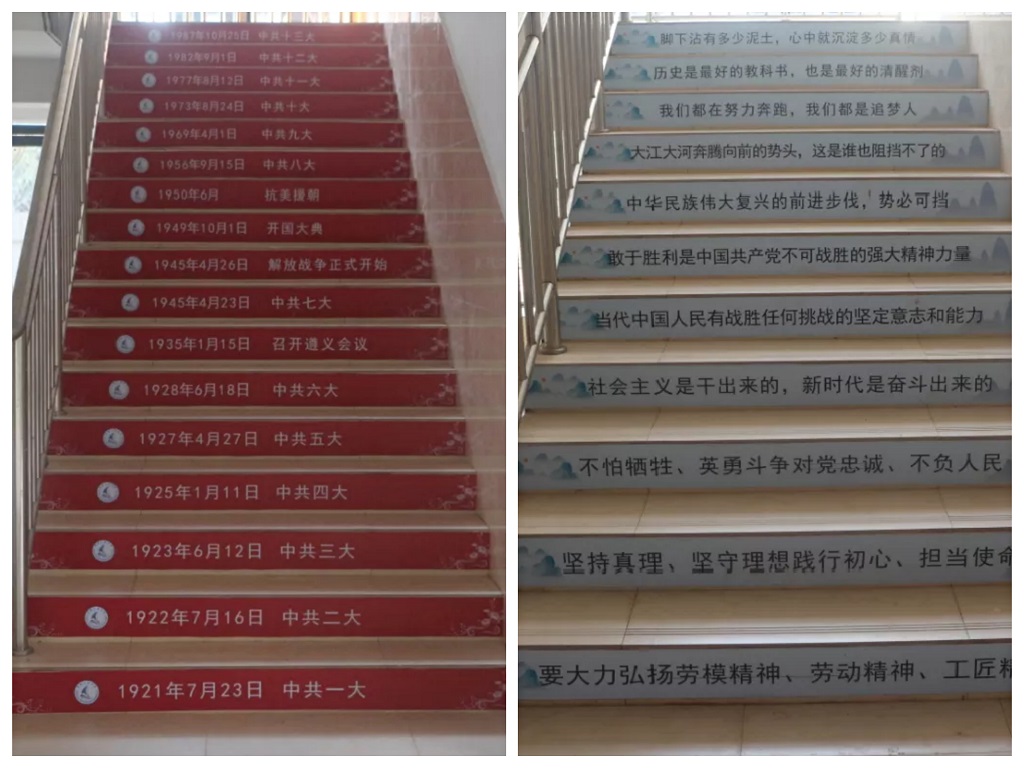 1987年10月25日 中共十三大
1982年9月1日 中共十二大
1977年8月12日 中共十一大
1973年8月24日 中共十大
1969年4月1日 中共九大
1956年9月15日 中共八大
1950年6月 抗美援朝
1949年10月1日 开国大典
1945年4月26日 解放战争正式开始
1945年4月23日 中共七大
1935年1月15日 召开遵义会议
1928年6月18日 中共六大
1927年4月27日 中共五大
1925年1月11日 中共四大
1923年6月12日 中共三大
1922年7月16日 中共二大
1921年7月23日 中共一大
脚下沾有多少泥土，心中就沉淀多少真情
历史是最好的教科书，也是最好的清醒剂
我们都在努力奔跑，我们都是追梦人
大江大河奔腾向前的势头，这是谁也阻挡不了的
中华民族伟大复兴的前进步伐，势必可挡
敢于胜利是中国共产党不可战胜的强大精神力量
当代中国人民有战胜任何挑战的坚定意志和能力
社会主义是干出来的，新时代是奋斗出来的
不怕牺牲、英勇斗争对党忠诚、不负人民
坚持真理、坚守理想践行初心、担当使命
要大力弘扬劳模精神、劳动精神、工匠精